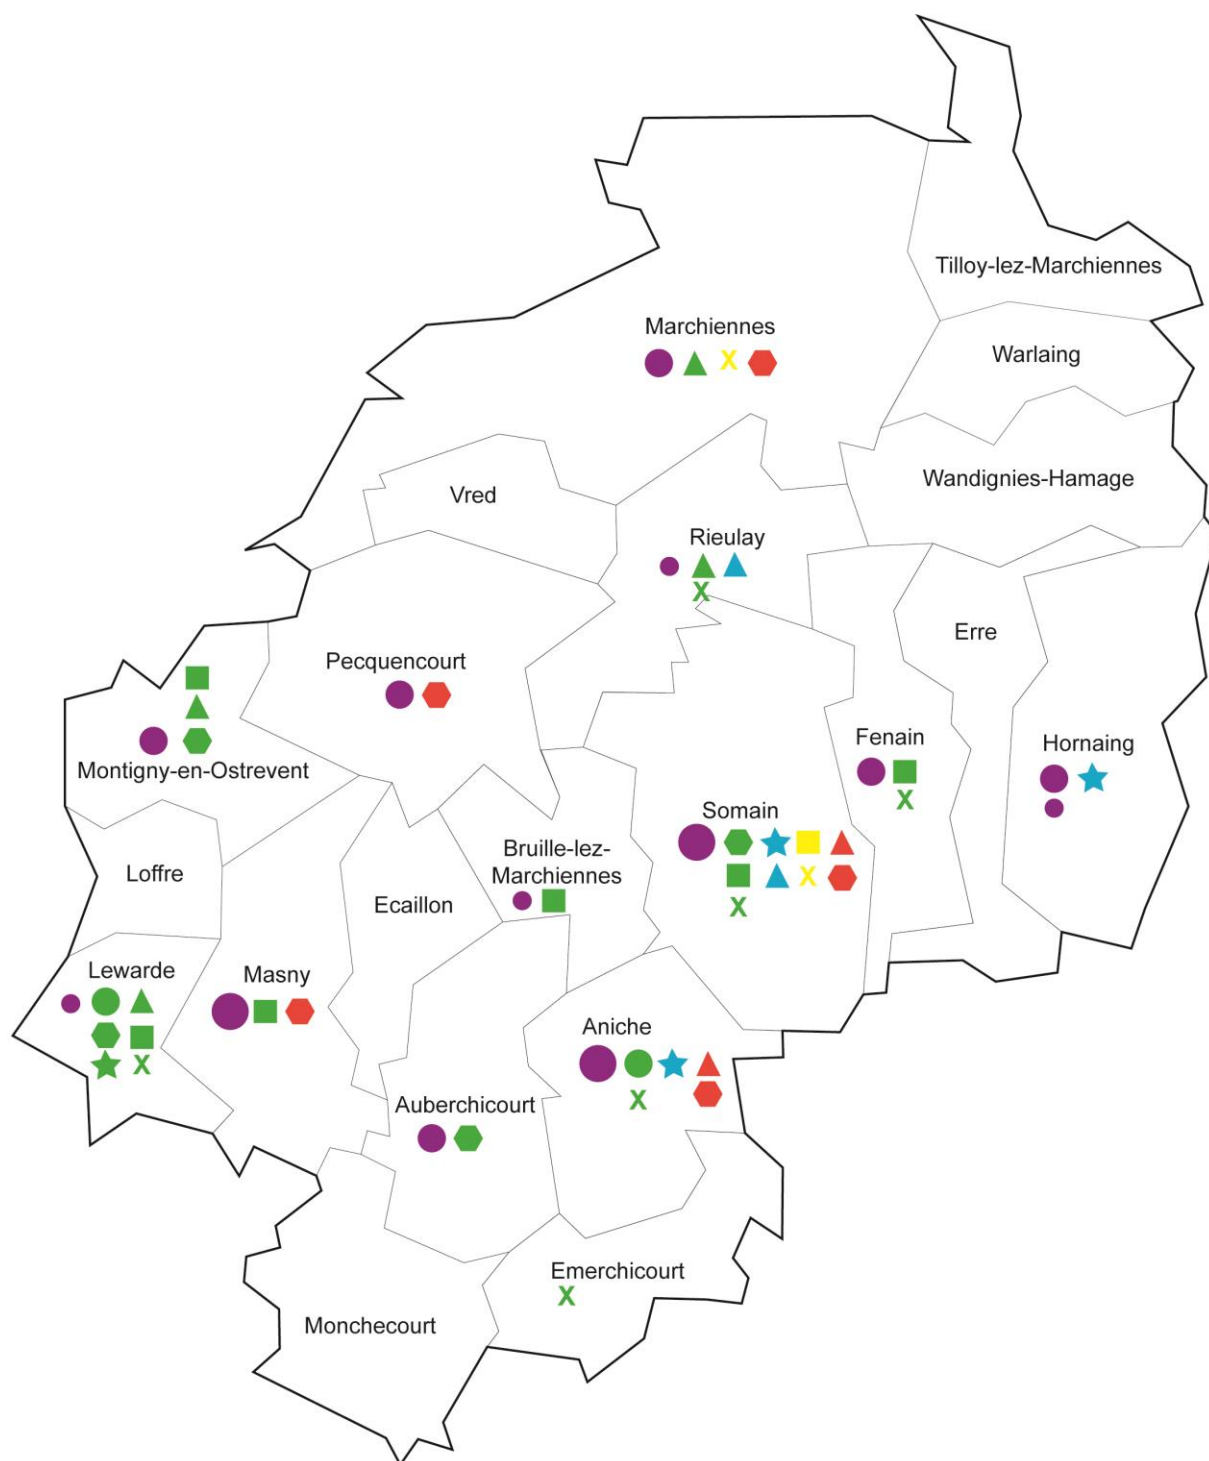 Tilloy-lez-Marchiennes
Marchiennes
Warlaing
Wandignies-Hamage
Vred
Rieulay
Erre
Pecquencourt
Fenain
Hornaing
Montigny-en-Ostrevent
Somain
Bruille-lez-
Marchiennes
Loffre
Ecaillon
Lewarde
Masny
Aniche
Auberchicourt
Emerchicourt
Monchecourt